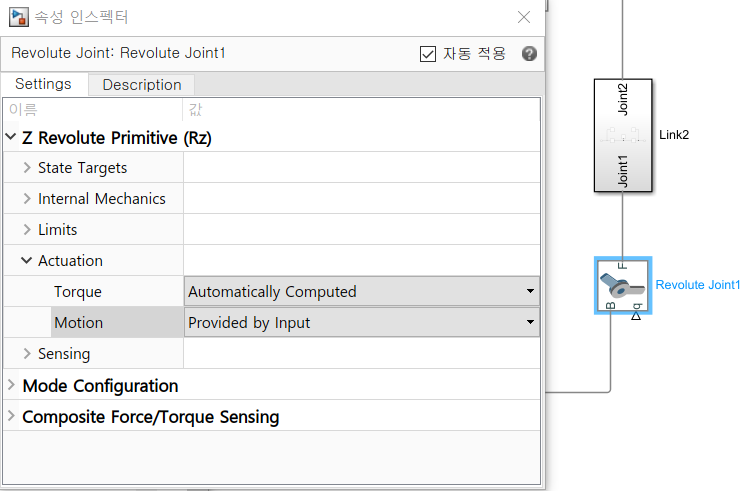 속성 인스펙터
Revolute Joint: Revolute Joint1
자동 적용
Settings
Description
이름
값
Z Revolute Primitive (Rz)
State Targets
Internal Mechanics
Limits
Actuation
Torque
Automatically Computed
Motion
Provided by Input
Sensing
Mode Configuration
Composite Force/Torque Sensing
Joint2
Joint1
Link2
F
B
q
Revolute Joint1